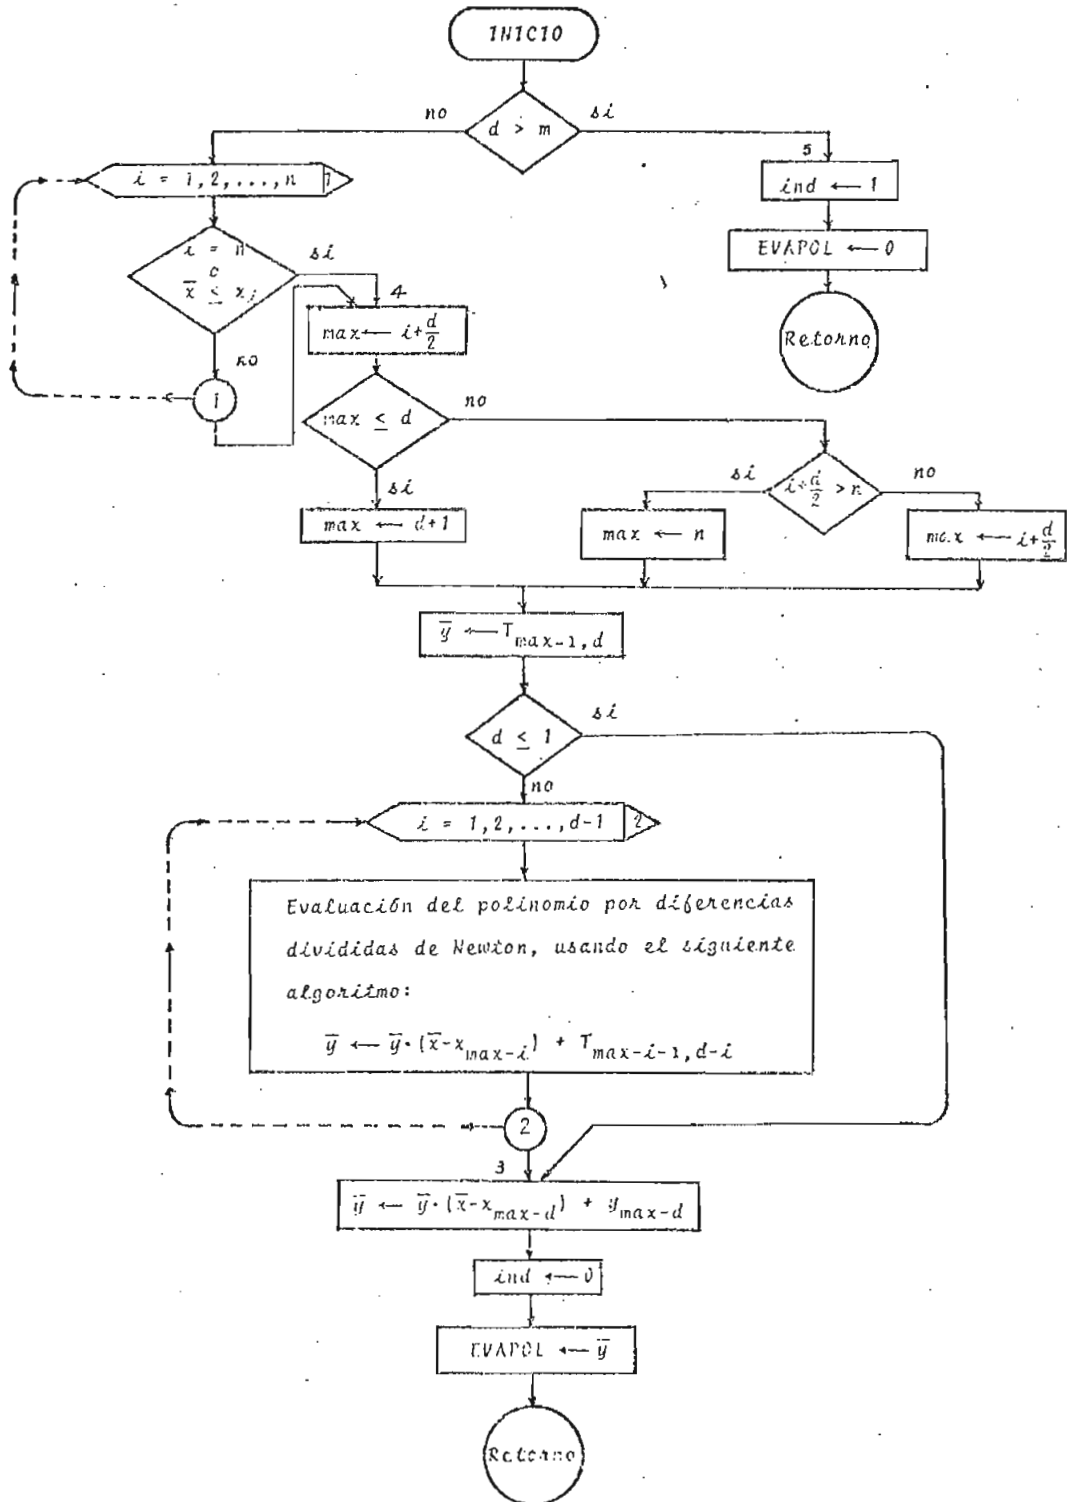 INICIO
no
d > m
si
i = 1,2,...,n
1
5
ind ← 1
i = n
o
x̄ ≤ xᵢ
si
EVAPOL ← 0
4
max ← i+d/2
Retorno
no
1
max ≤ d
no
si
i+d/2 > n
si
no
max ← d+1
max ← n
max ← i+d/2
ȳ ← T max-1,d
d ≤ 1
si
no
i = 1,2,...,d-1
2
Evaluación del polinomio por diferencias
divididas de Newton, usando el siguiente
algoritmo:
ȳ ← ȳ·(x̄-x max-i) + T max-i-1,d-i
2
3
ȳ ← ȳ·(x̄-x max-d) + y max-d
ind ← 0
EVAPOL ← ȳ
Retorno